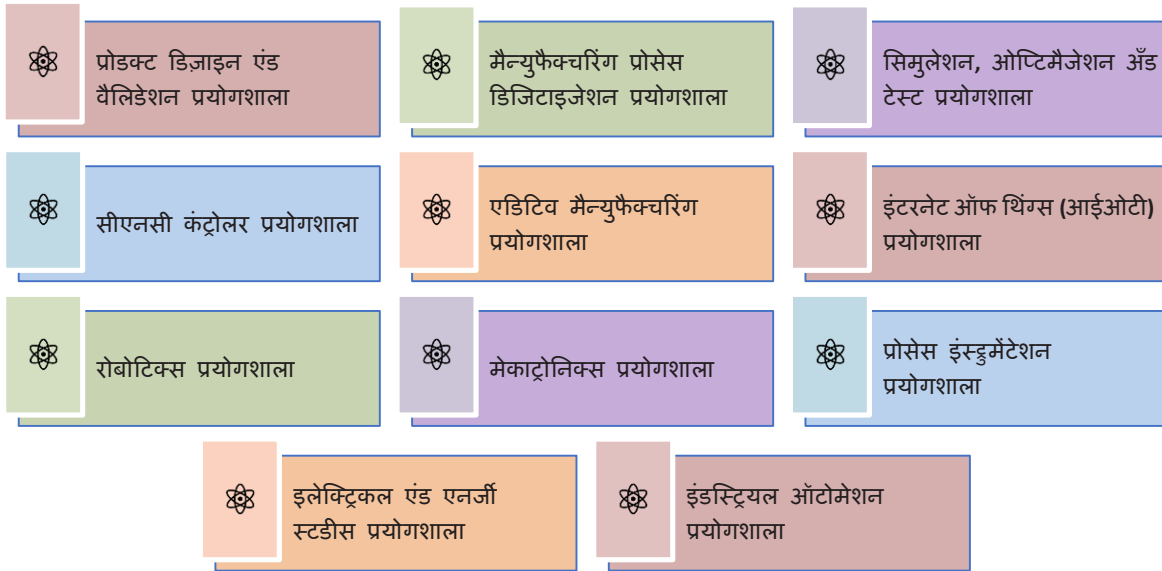 प्रोडक्ट डिज़ाइन एंड
वैलिडेशन प्रयोगशाला
मैन्युफैक्चरिंग प्रोसेस
डिजिटाइजेशन प्रयोगशाला
सिमुलेशन, ओप्टिमैजेशन अँड
टेस्ट प्रयोगशाला
सीएनसी कंट्रोलर प्रयोगशाला
एडिटिव मैन्युफैक्चरिंग
प्रयोगशाला
इंटरनेट ऑफ थिंग्स (आईओटी)
प्रयोगशाला
रोबोटिक्स प्रयोगशाला
मेकाट्रोनिक्स प्रयोगशाला
प्रोसेस इंस्ट्रुमेंटेशन
प्रयोगशाला
इलेक्ट्रिकल एंड एनर्जी
स्टडीस प्रयोगशाला
इंडस्ट्रियल ऑटोमेशन
प्रयोगशाला